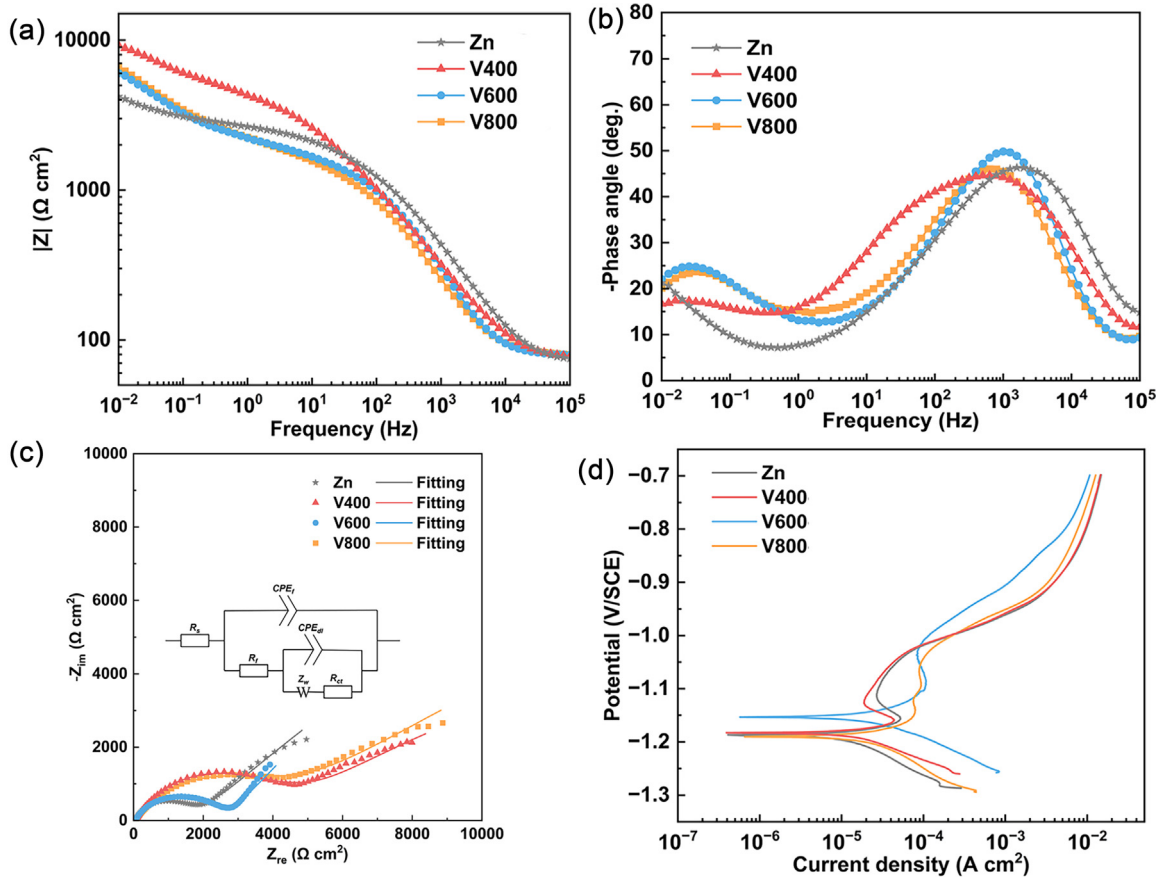 (a)
10000
1000
100
|Z| (Ω cm²)
Zn
V400
V600
V800
10⁻² 10⁻¹ 10⁰ 10¹ 10² 10³ 10⁴ 10⁵
Frequency (Hz)
(b)
80
70
60
50
40
30
20
10
0
-Phase angle (deg.)
Zn
V400
V600
V800
10⁻² 10⁻¹ 10⁰ 10¹ 10² 10³ 10⁴ 10⁵
Frequency (Hz)
(c)
10000
8000
6000
4000
2000
0
-Z_im (Ω cm²)
Zn Fitting
V400 Fitting
V600 Fitting
V800 Fitting
CPE_f
R_s
CPE_dl
R_f
Z_w
R_ct
0 2000 4000 6000 8000 10000
Z_re (Ω cm²)
(d)
−0.7
−0.8
−0.9
−1.0
−1.1
−1.2
−1.3
Potential (V/SCE)
Zn
V400
V600
V800
10⁻⁷ 10⁻⁶ 10⁻⁵ 10⁻⁴ 10⁻³ 10⁻²
Current density (A cm²)